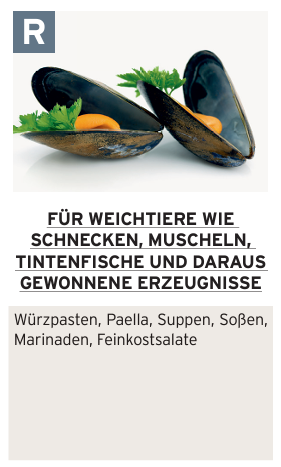 R
FÜR WEICHTIERE WIE
SCHNECKEN, MUSCHELN,
TINTENFISCHE UND DARAUS
GEWONNENE ERZEUGNISSE
Würzpasten, Paella, Suppen, Soßen,
Marinaden, Feinkostsalate